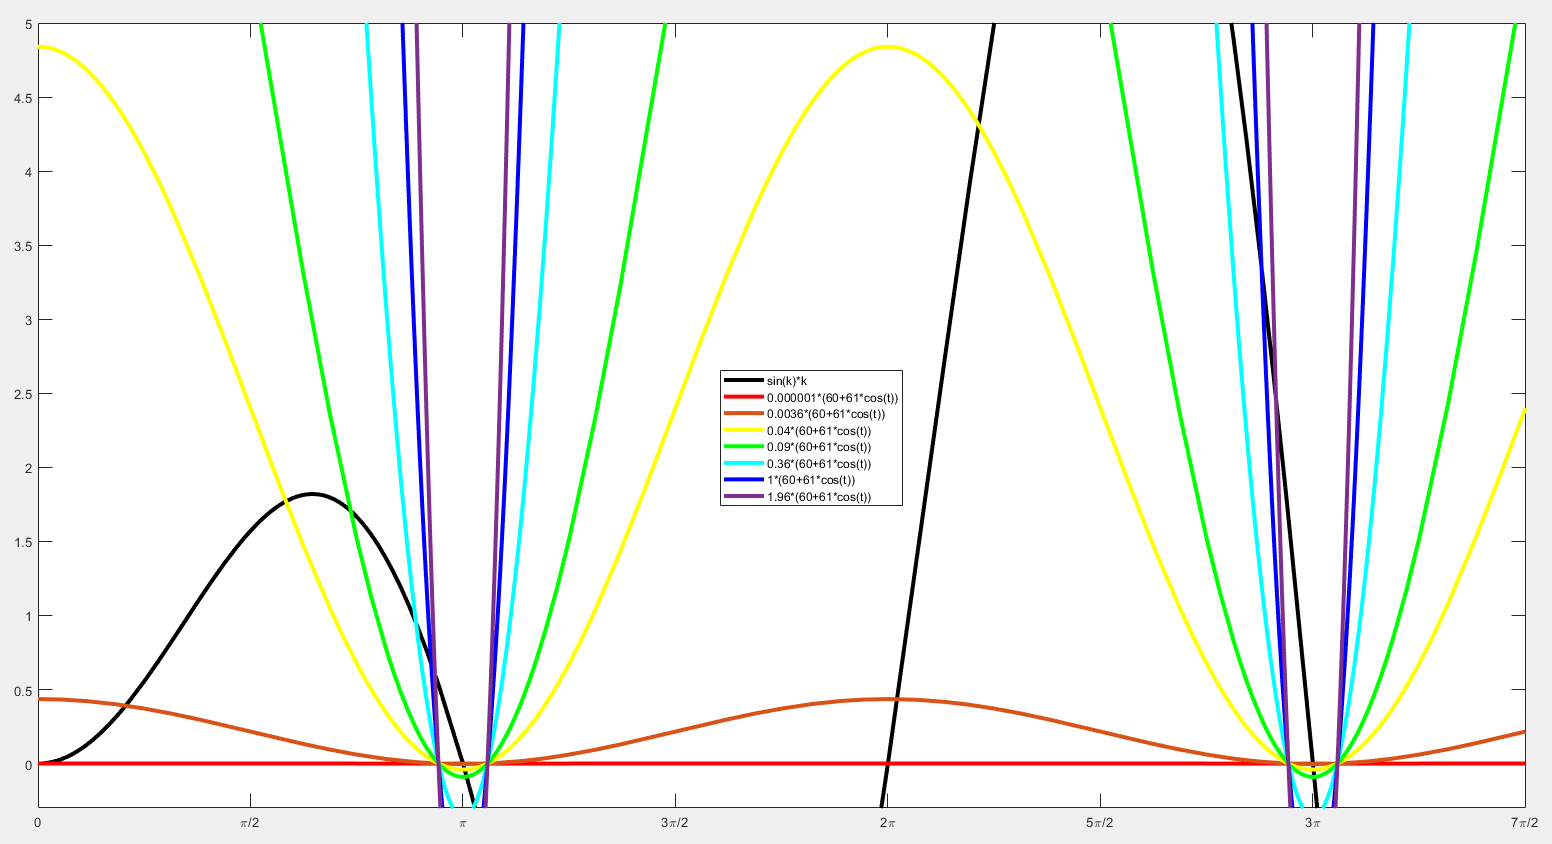 5
4.5
4
3.5
3
2.5
2
1.5
1
0.5
0
sin(k)*k
0.000001*(60+61*cos(t))
0.0036*(60+61*cos(t))
0.04*(60+61*cos(t))
0.09*(60+61*cos(t))
0.36*(60+61*cos(t))
1*(60+61*cos(t))
1.96*(60+61*cos(t))
0 π/2 π 3π/2 2π 5π/2 3π 7π/2